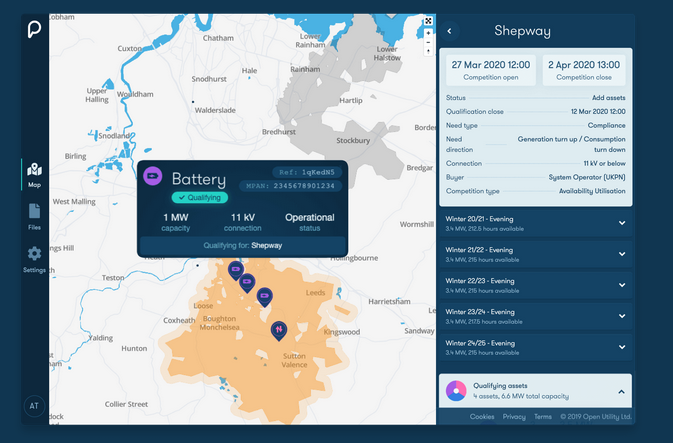 Cobham
Chatham
Lower
Rainham
Lower
Halstow
Cuxton
Rainham
Hale
Snodhurst
Upper
Halling
Wouldham
Hartlip
Walderslade
Bredhurst
Stockbury
Borde
Snodland
Birling
Bredgar
West Malling
Wormshill
ngs Hill
Hollingbourne
Teston
Leeds
Loose
Harrietsham
Boughton
Monchelsea
Coxheath
Kingswood
Sandway
Yalding
Hunton
Sutton
Valence
Collier Street
Map
Files
Settings
AT
Battery
Ref: 1qKedN5
MPAN: 2345678901234
Qualifying
1 MW
capacity
11 kV
connection
Operational
status
Qualifying for: Shepway
Shepway
27 Mar 2020 12:00
Competition open
2 Apr 2020 13:00
Competition close
Status Add assets
Qualification close 12 Mar 2020 12:00
Need type Compliance
Need direction Generation turn up / Consumption turn down
Connection 11 kV or below
Buyer System Operator (UKPN)
Competition type Availability Utilisation
Winter 20/21 - Evening
3.4 MW, 212.5 hours available
Winter 21/22 - Evening
3.4 MW, 215 hours available
Winter 22/23 - Evening
3.4 MW, 215 hours available
Winter 23/24 - Evening
3.4 MW, 217.5 hours available
Winter 24/25 - Evening
3.4 MW, 215 hours available
Qualifying assets
4 assets, 6.6 MW total capacity
Cookies Privacy Terms © 2019 Open Utility Ltd.